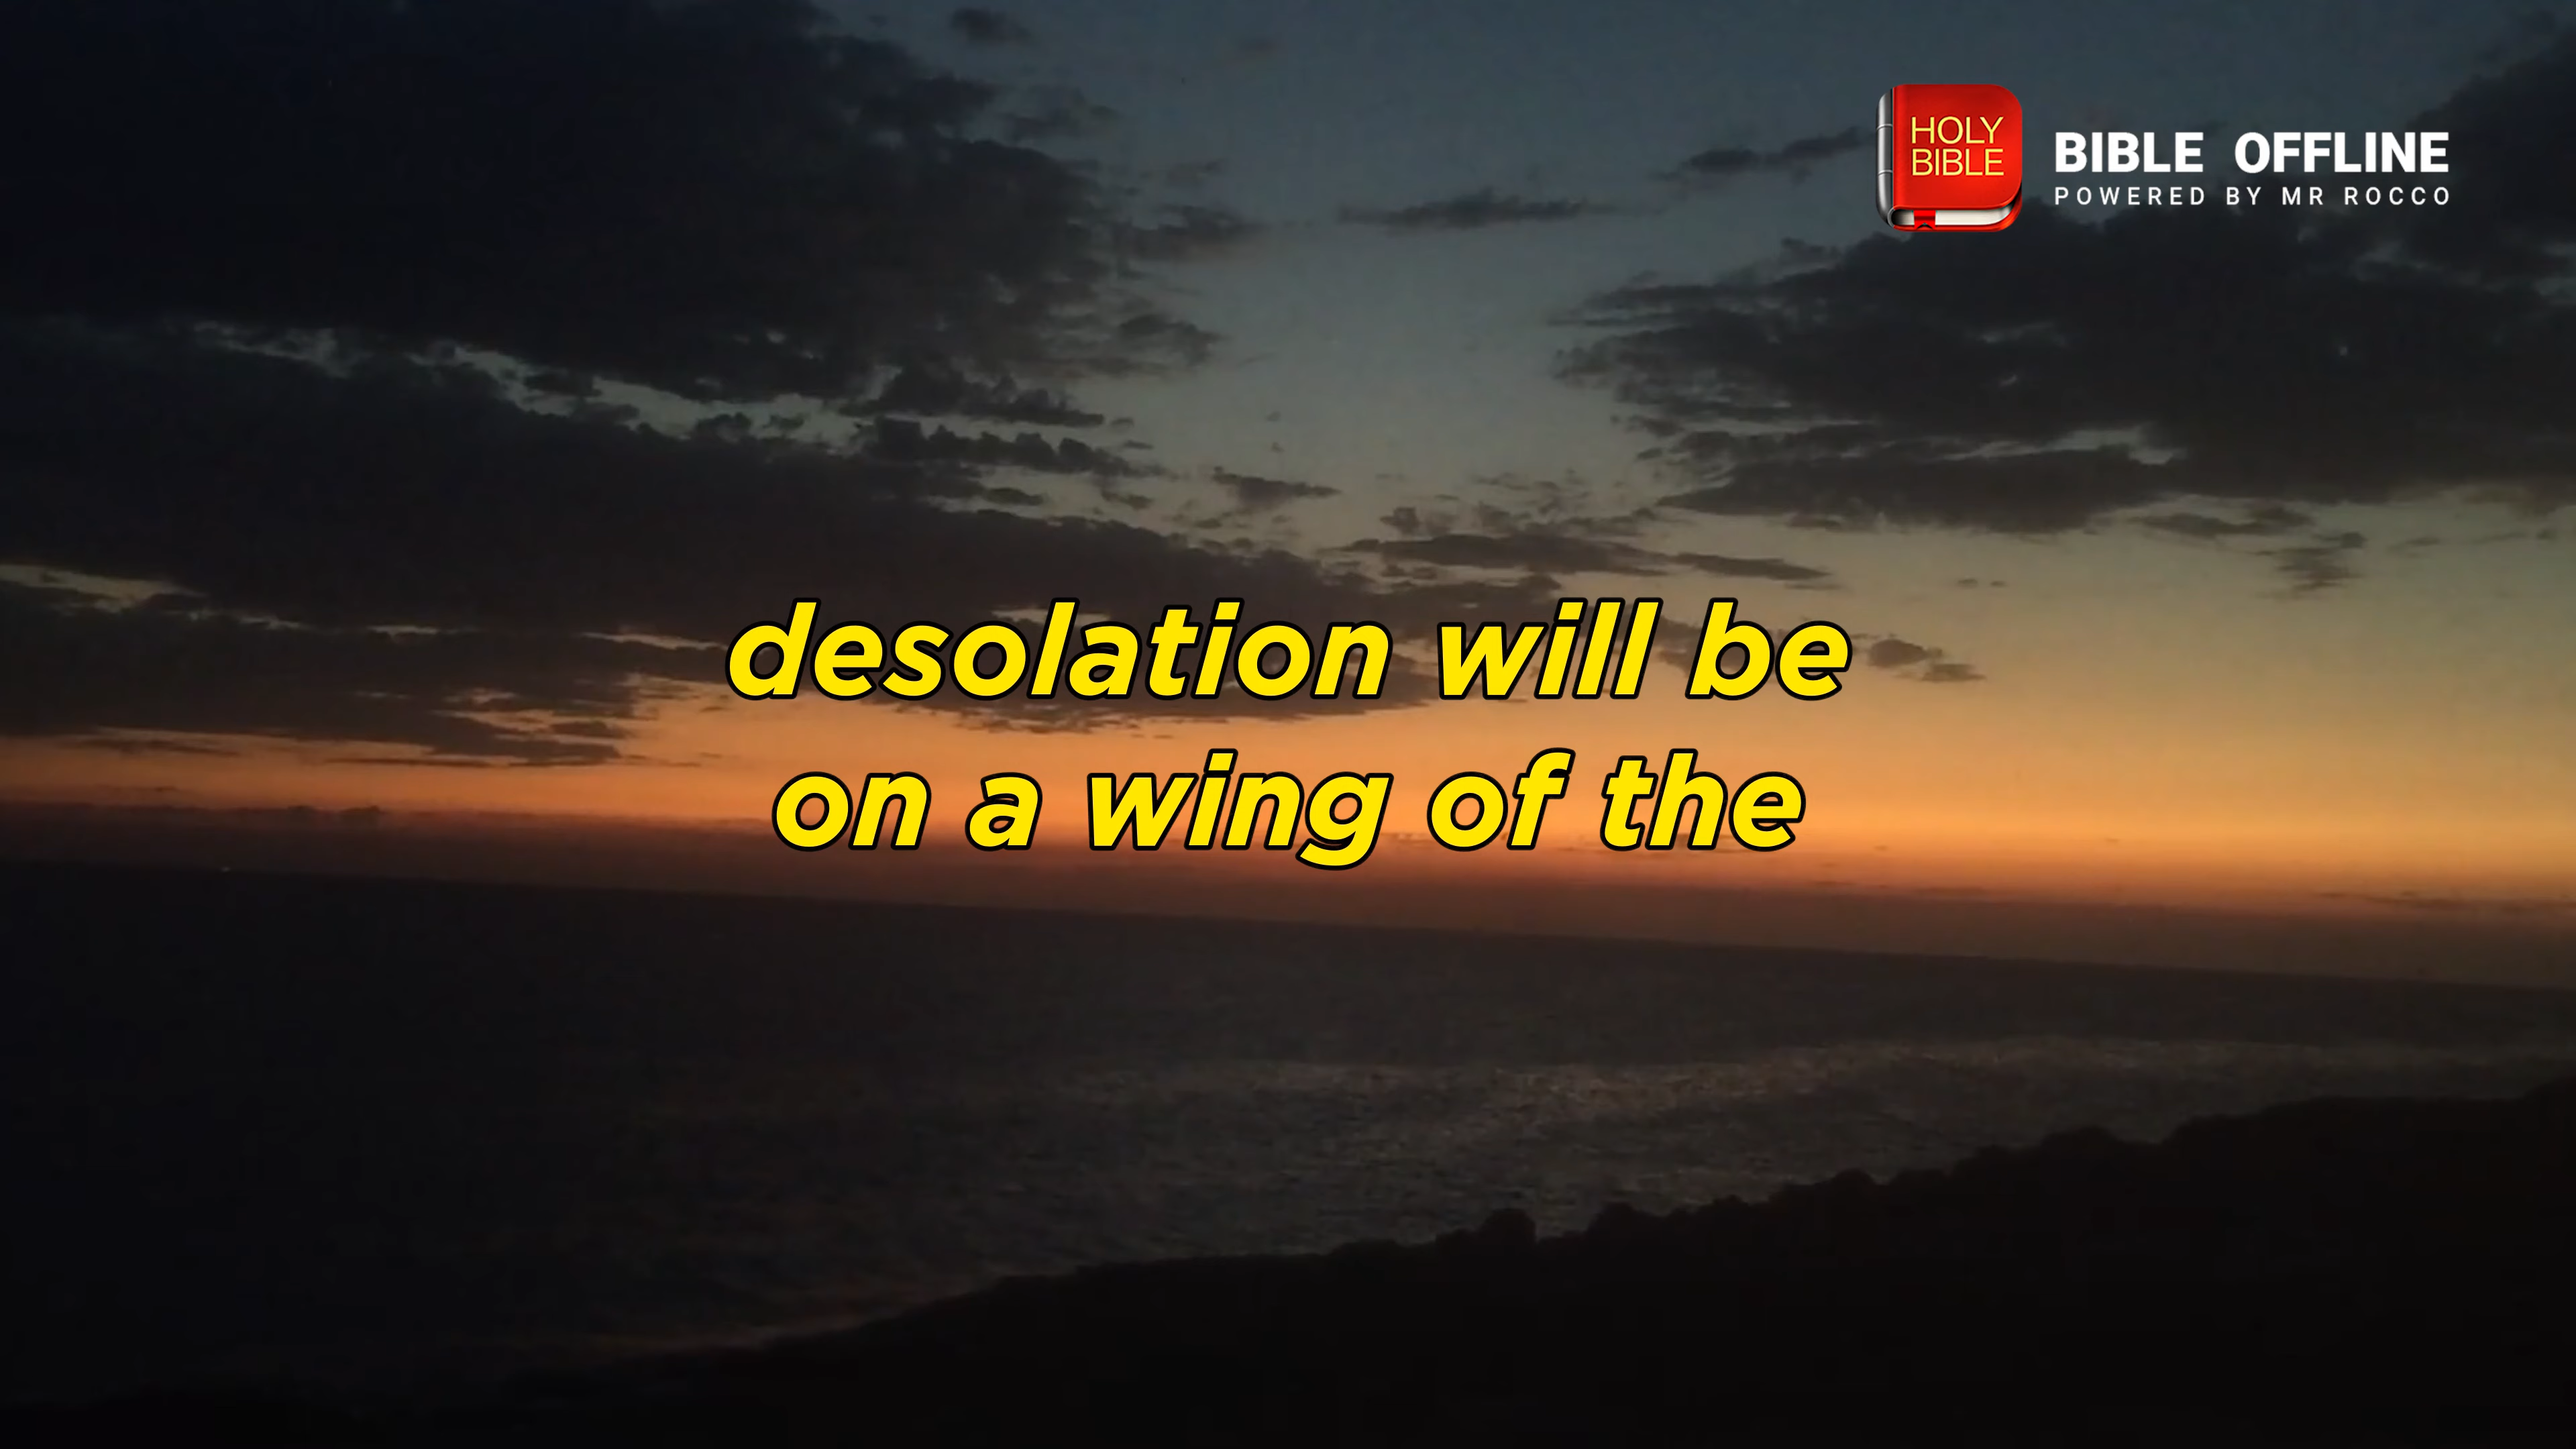 HOLY
BIBLE
BIBLE OFFLINE
POWERED BY MR ROCCO
desolation will be
on a wing of the